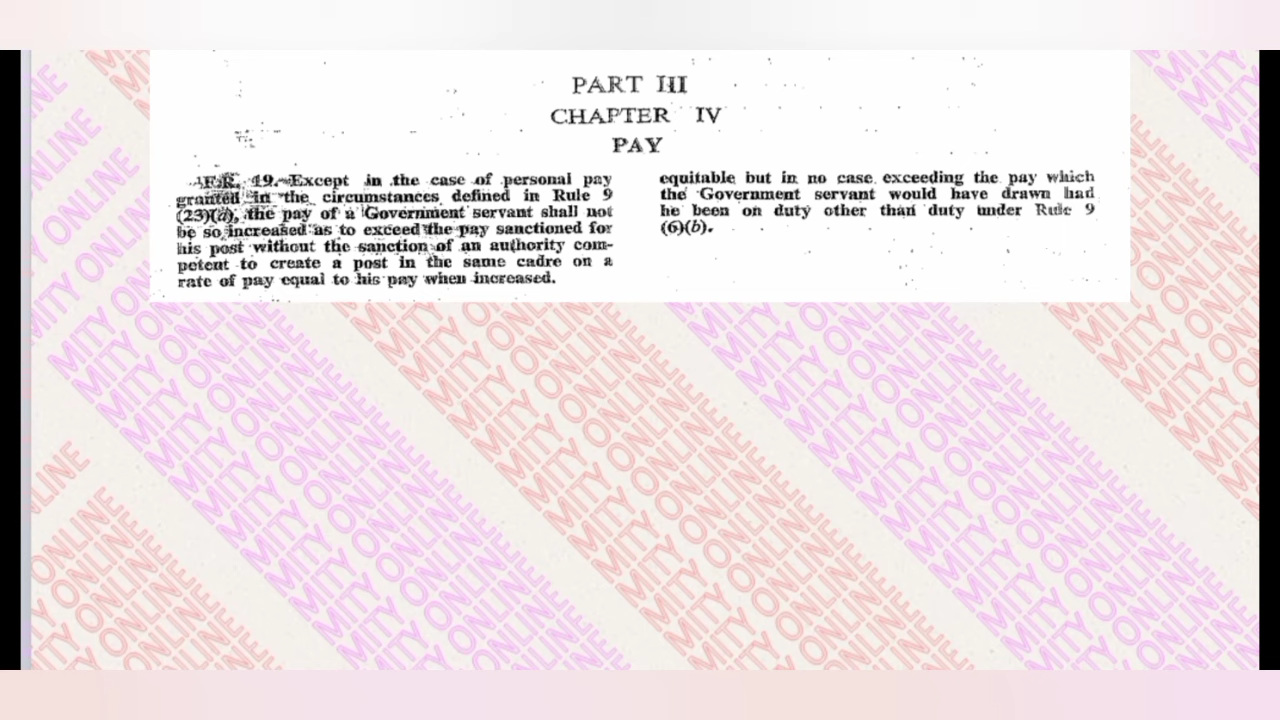 PART III
CHAPTER IV
PAY
F.R. 19. Except in the case of personal pay
granted in the circumstances defined in Rule 9
(23)(a), the pay of a Government servant shall not
be so increased as to exceed the pay sanctioned for
his post without the sanction of an authority com-
petent to create a post in the same cadre on a
rate of pay equal to his pay when increased.
equitable but in no case exceeding the pay which
the Government servant would have drawn had
he been on duty other than duty under Rule 9
(6)(b).
MITY ONLINE